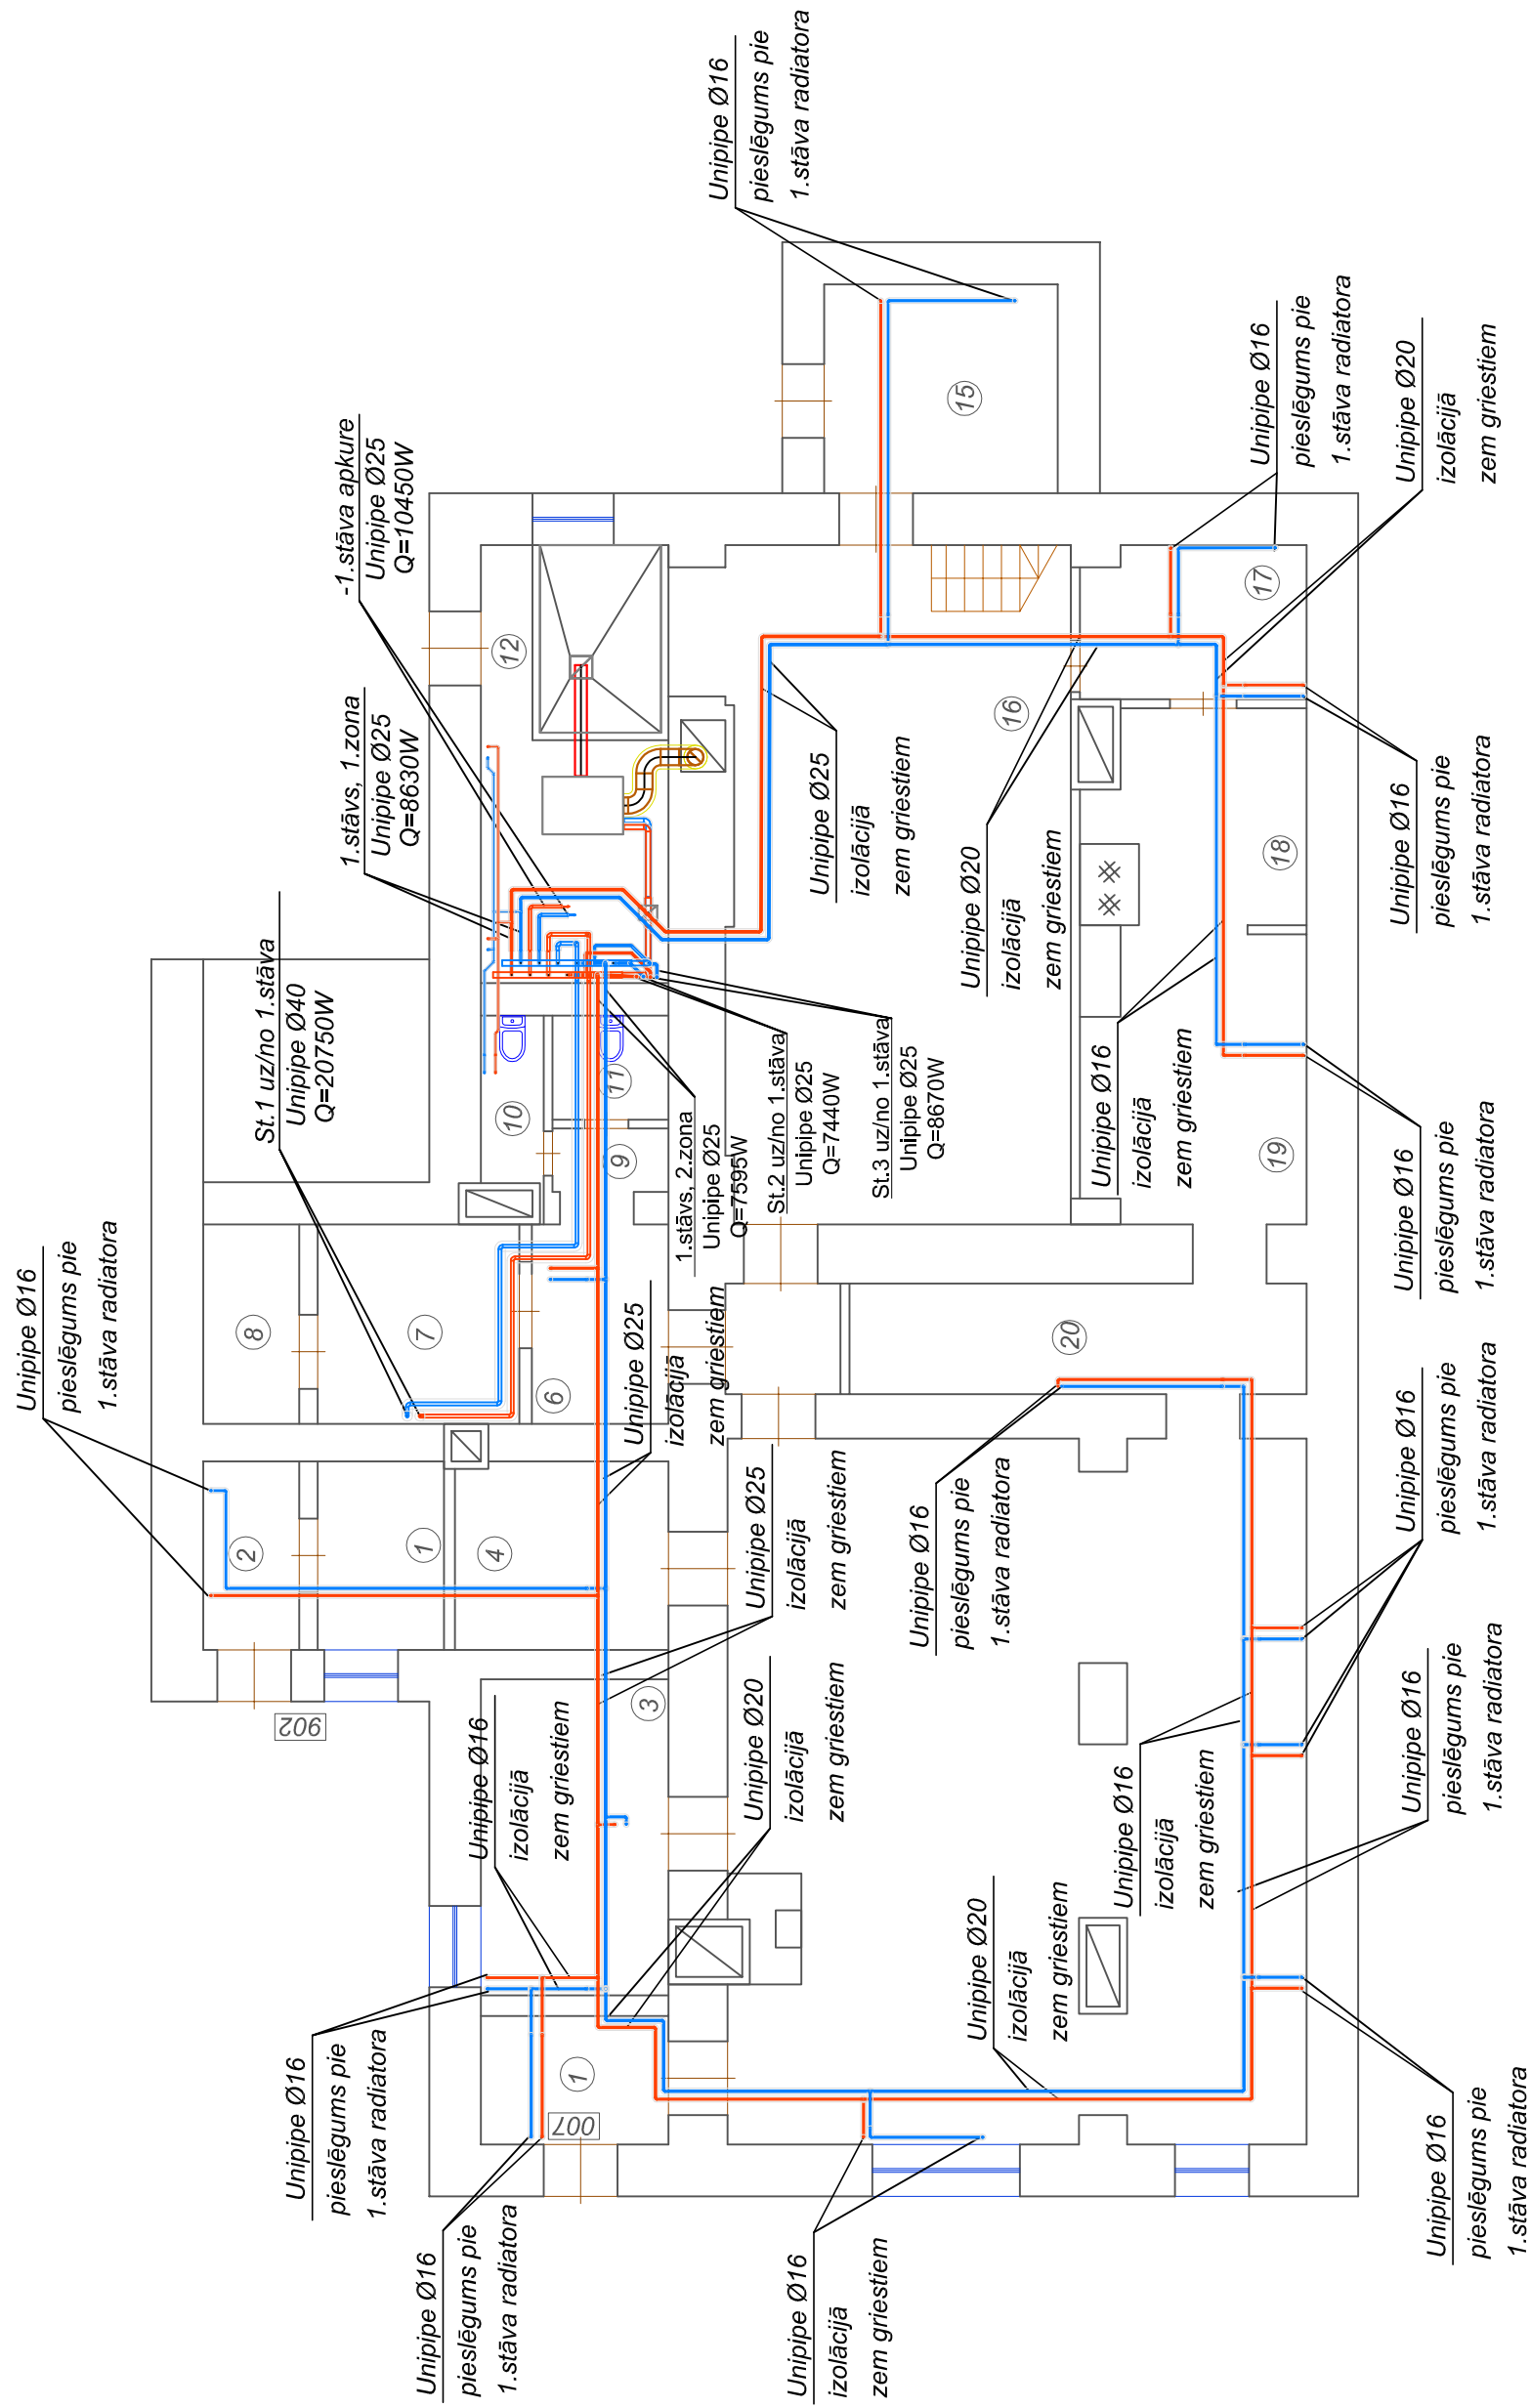 Unipipe Ø16
pieslēgums pie
1.stāva radiatora
St.1 uz/no 1.stāva
Unipipe Ø40
Q=20750W
1.stāvs, 1.zona
Unipipe Ø25
Q=8630W
-1.stāva apkure
Unipipe Ø25
Q=10450W
Unipipe Ø16
pieslēgums pie
1.stāva radiatora
Unipipe Ø16
pieslēgums pie
1.stāva radiatora
Unipipe Ø20
izolācijā
zem griestiem
Unipipe Ø16
pieslēgums pie
1.stāva radiatora
Unipipe Ø16
pieslēgums pie
1.stāva radiatora
Unipipe Ø16
pieslēgums pie
1.stāva radiatora
Unipipe Ø16
pieslēgums pie
1.stāva radiatora
Unipipe Ø16
pieslēgums pie
1.stāva radiatora
Unipipe Ø16
izolācijā
zem griestiem
Unipipe Ø16
pieslēgums pie
1.stāva radiatora
Unipipe Ø16
pieslēgums pie
1.stāva radiatora
Unipipe Ø16
izolācijā
zem griestiem
Unipipe Ø20
izolācijā
zem griestiem
Unipipe Ø25
izolācijā
zem griestiem
Unipipe Ø25
izolācijā
zem griestiem
1.stāvs, 2.zona
Unipipe Ø25
Q=7595W
St.2 uz/no 1.stāva
Unipipe Ø25
Q=7440W
St.3 uz/no 1.stāva
Unipipe Ø25
Q=8670W
Unipipe Ø25
izolācijā
zem griestiem
Unipipe Ø20
izolācijā
zem griestiem
Unipipe Ø16
izolācijā
zem griestiem
Unipipe Ø16
pieslēgums pie
1.stāva radiatora
Unipipe Ø16
izolācijā
zem griestiem
Unipipe Ø20
izolācijā
zem griestiem
902
007
1
2
1
4
3
6
7
8
9
10
11
12
15
16
17
18
19
20